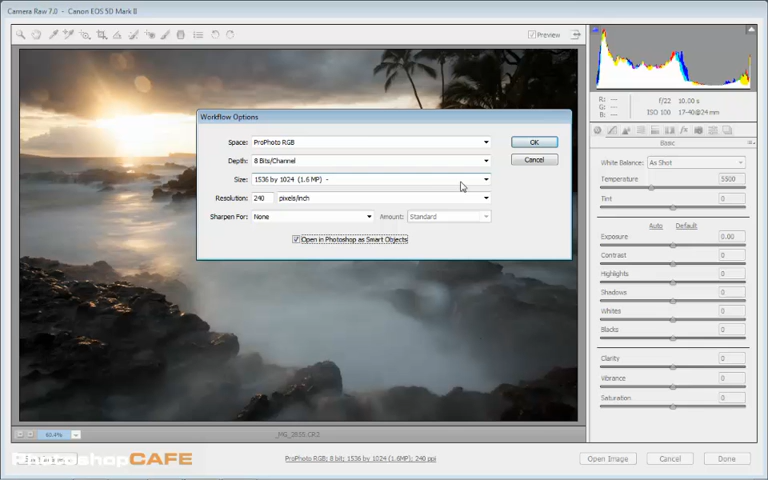 Camera Raw 7.0 - Canon EOS 5D Mark II
Preview
Workflow Options
Space: ProPhoto RGB
OK
Depth: 8 Bits/Channel
Cancel
Size: 1536 by 1024 (1.6 MP) -
Resolution: 240 pixels/inch
Sharpen For: None Amount: Standard
Open in Photoshop as Smart Objects
R: ---
G: ---
B: ---
f/22 10.00 s
ISO 100 17-40@24 mm
Basic
White Balance: As Shot
Temperature 5500
Tint 0
Auto Default
Exposure 0.00
Contrast 0
Highlights 0
Shadows 0
Whites 0
Blacks 0
Clarity 0
Vibrance 0
Saturation 0
60.4%
_MG_2835.CR2
PhotoshopCAFE
ProPhoto RGB; 8 bit; 1536 by 1024 (1.6MP); 240 ppi
Open Image Cancel Done